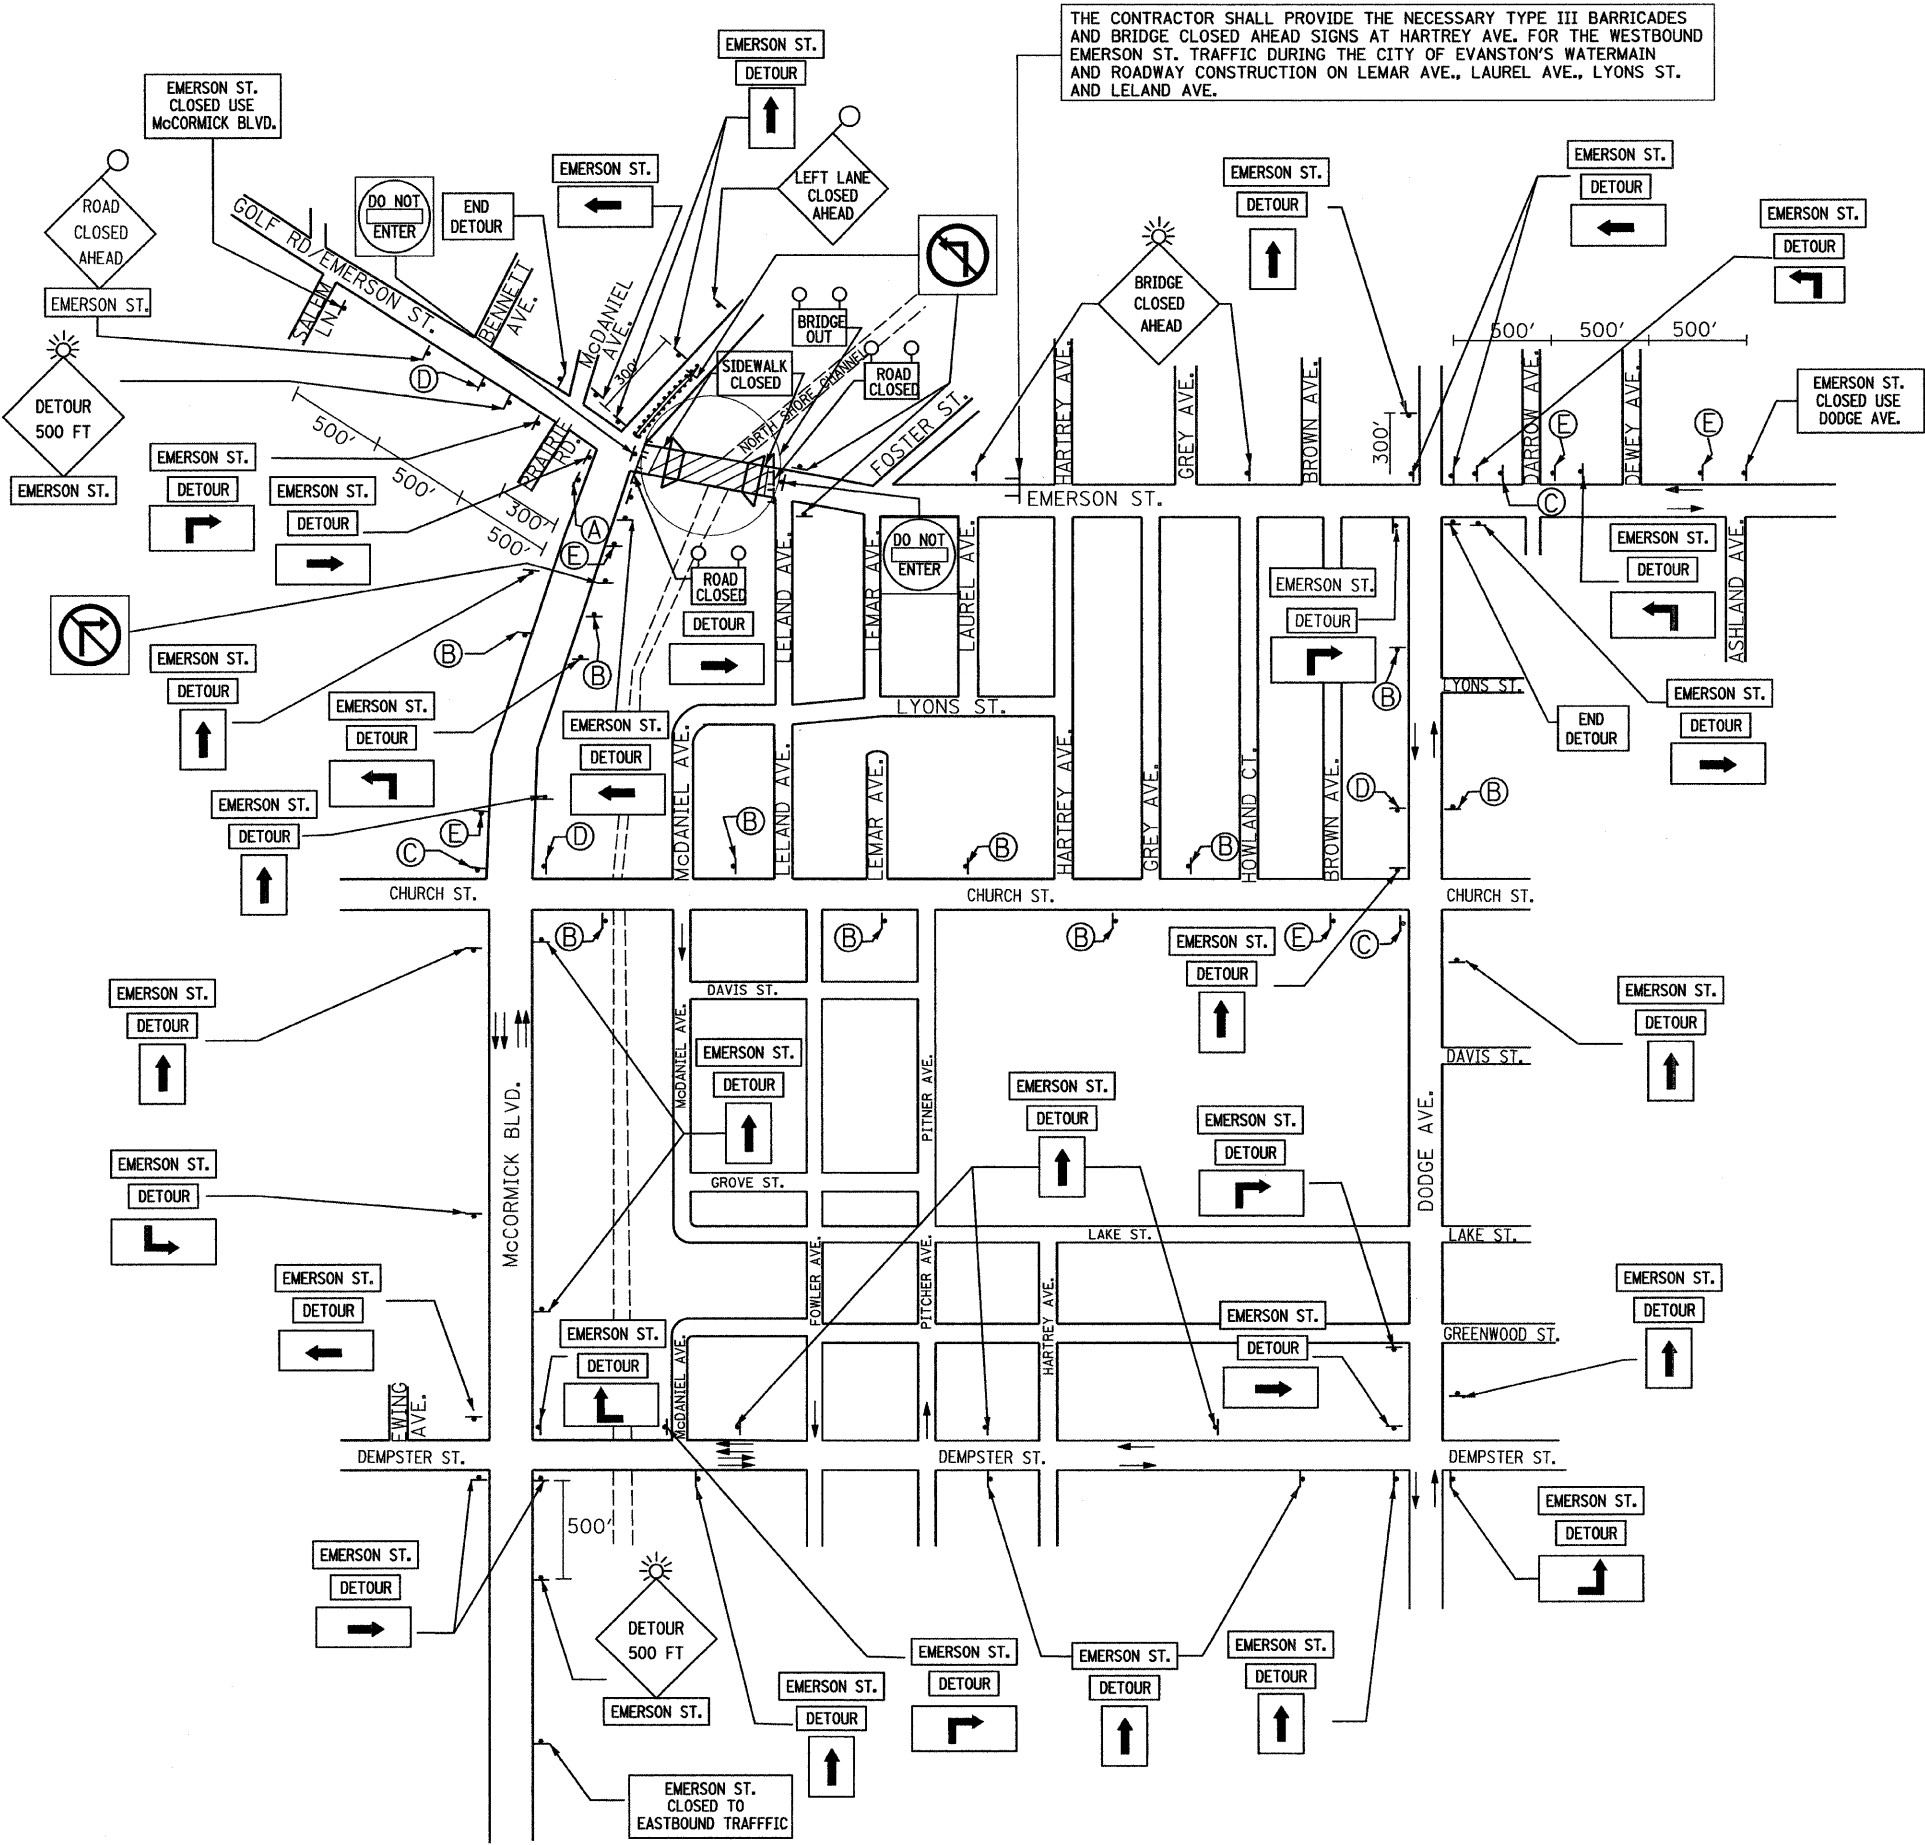 THE CONTRACTOR SHALL PROVIDE THE NECESSARY TYPE III BARRICADES
AND BRIDGE CLOSED AHEAD SIGNS AT HARTREY AVE. FOR THE WESTBOUND
EMERSON ST. TRAFFIC DURING THE CITY OF EVANSTON'S WATERMAIN
AND ROADWAY CONSTRUCTION ON LEMAR AVE., LAUREL AVE., LYONS ST.
AND LELAND AVE.
EMERSON ST.
DETOUR
EMERSON ST.
CLOSED USE
McCORMICK BLVD.
ROAD
CLOSED
AHEAD
EMERSON ST.
DO NOT
ENTER
END
DETOUR
EMERSON ST.
LEFT LANE
CLOSED
AHEAD
EMERSON ST.
DETOUR
EMERSON ST.
DETOUR
EMERSON ST.
DETOUR
BRIDGE
CLOSED
AHEAD
GOLF RD/EMERSON ST.
SALEM
LN.
BENNETT
AVE.
McDANIEL
AVE.
300'
BRIDGE
OUT
SIDEWALK
CLOSED
ROAD
CLOSED
NORTH SHORE CHANNEL
FOSTER ST.
500'
500'
500'
HARTREY AVE.
GREY AVE.
BROWN AVE.
300'
DARROW AVE.
DEWEY AVE.
EMERSON ST.
CLOSED USE
DODGE AVE.
DETOUR
500 FT
EMERSON ST.
D
500'
500'
300'
500'
PRAIRIE
RD.
EMERSON ST.
DETOUR
EMERSON ST.
DETOUR
A
E
EMERSON ST.
E
E
C
DO NOT
ENTER
ROAD
CLOSED
DETOUR
LELAND AVE.
LEMAR AVE.
LAUREL AVE.
EMERSON ST.
DETOUR
EMERSON ST.
DETOUR
ASHLAND AVE.
B
EMERSON ST.
DETOUR
B
B
EMERSON ST.
DETOUR
EMERSON ST.
DETOUR
LYONS ST.
LYONS ST.
END
DETOUR
EMERSON ST.
DETOUR
EMERSON ST.
DETOUR
E
C
D
B
B
B
D
B
McDANIEL AVE.
LELAND AVE.
LEMAR AVE.
HARTREY AVE.
GREY AVE.
HOWLAND CT.
BROWN AVE.
CHURCH ST.
CHURCH ST.
CHURCH ST.
B
B
B
E
C
EMERSON ST.
DETOUR
EMERSON ST.
DETOUR
EMERSON ST.
DETOUR
DAVIS ST.
McDANIEL AVE.
EMERSON ST.
DETOUR
McCORMICK BLVD.
PITNER AVE.
EMERSON ST.
DETOUR
EMERSON ST.
DETOUR
DODGE AVE.
DAVIS ST.
EMERSON ST.
DETOUR
GROVE ST.
LAKE ST.
LAKE ST.
EMERSON ST.
DETOUR
EMERSON ST.
DETOUR
McDANIEL AVE.
FOWLER AVE.
PITCHER AVE.
HARTREY AVE.
EMERSON ST.
DETOUR
GREENWOOD ST.
EMERSON ST.
DETOUR
EWING
AVE.
DEMPSTER ST.
DEMPSTER ST.
DEMPSTER ST.
EMERSON ST.
DETOUR
500'
DETOUR
500 FT
EMERSON ST.
EMERSON ST.
DETOUR
EMERSON ST.
DETOUR
EMERSON ST.
DETOUR
EMERSON ST.
DETOUR
EMERSON ST.
DETOUR
EMERSON ST.
CLOSED TO
EASTBOUND TRAFFFIC